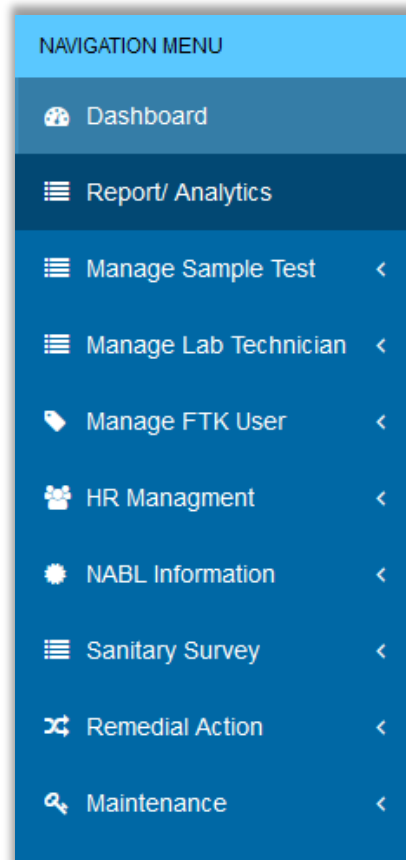 NAVIGATION MENU
Dashboard
Report/ Analytics
Manage Sample Test
Manage Lab Technician
Manage FTK User
HR Managment
NABL Information
Sanitary Survey
Remedial Action
Maintenance